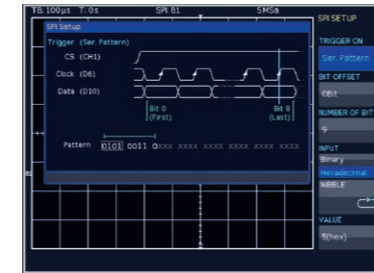 TB:100µs T:0s SPI B1 5MSa
SPI Setup
Trigger (Ser. Pattern)
CS (CH1)
Clock (D6)
Data (D10)
Bit 0 Bit 8
(First) (Last)
Pattern 0101 0011 0xxx xxxx xxxx xxxx xxxx xxxx
SPI SETUP
TRIGGER ON
Ser. Pattern
BIT OFFSET
0Bit
NUMBER OF BIT
9
INPUT
Binary
Hexadecimal
NIBBLE
VALUE
5(hex)